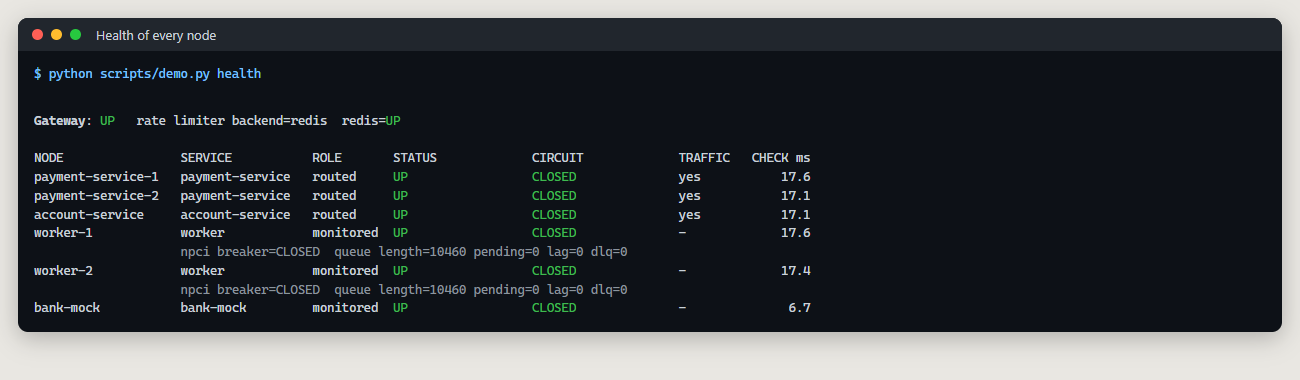 Health of every node
$ python scripts/demo.py health
Gateway: UP   rate limiter backend=redis  redis=UP
NODE                SERVICE           ROLE       STATUS             CIRCUIT             TRAFFIC   CHECK ms
payment-service-1   payment-service   routed     UP                 CLOSED              yes           17.6
payment-service-2   payment-service   routed     UP                 CLOSED              yes           17.1
account-service     account-service   routed     UP                 CLOSED              yes           17.1
worker-1            worker            monitored  UP                 CLOSED              -             17.6
                    npci breaker=CLOSED  queue length=10460 pending=0 lag=0 dlq=0
worker-2            worker            monitored  UP                 CLOSED              -             17.4
                    npci breaker=CLOSED  queue length=10460 pending=0 lag=0 dlq=0
bank-mock           bank-mock         monitored  UP                 CLOSED              -              6.7